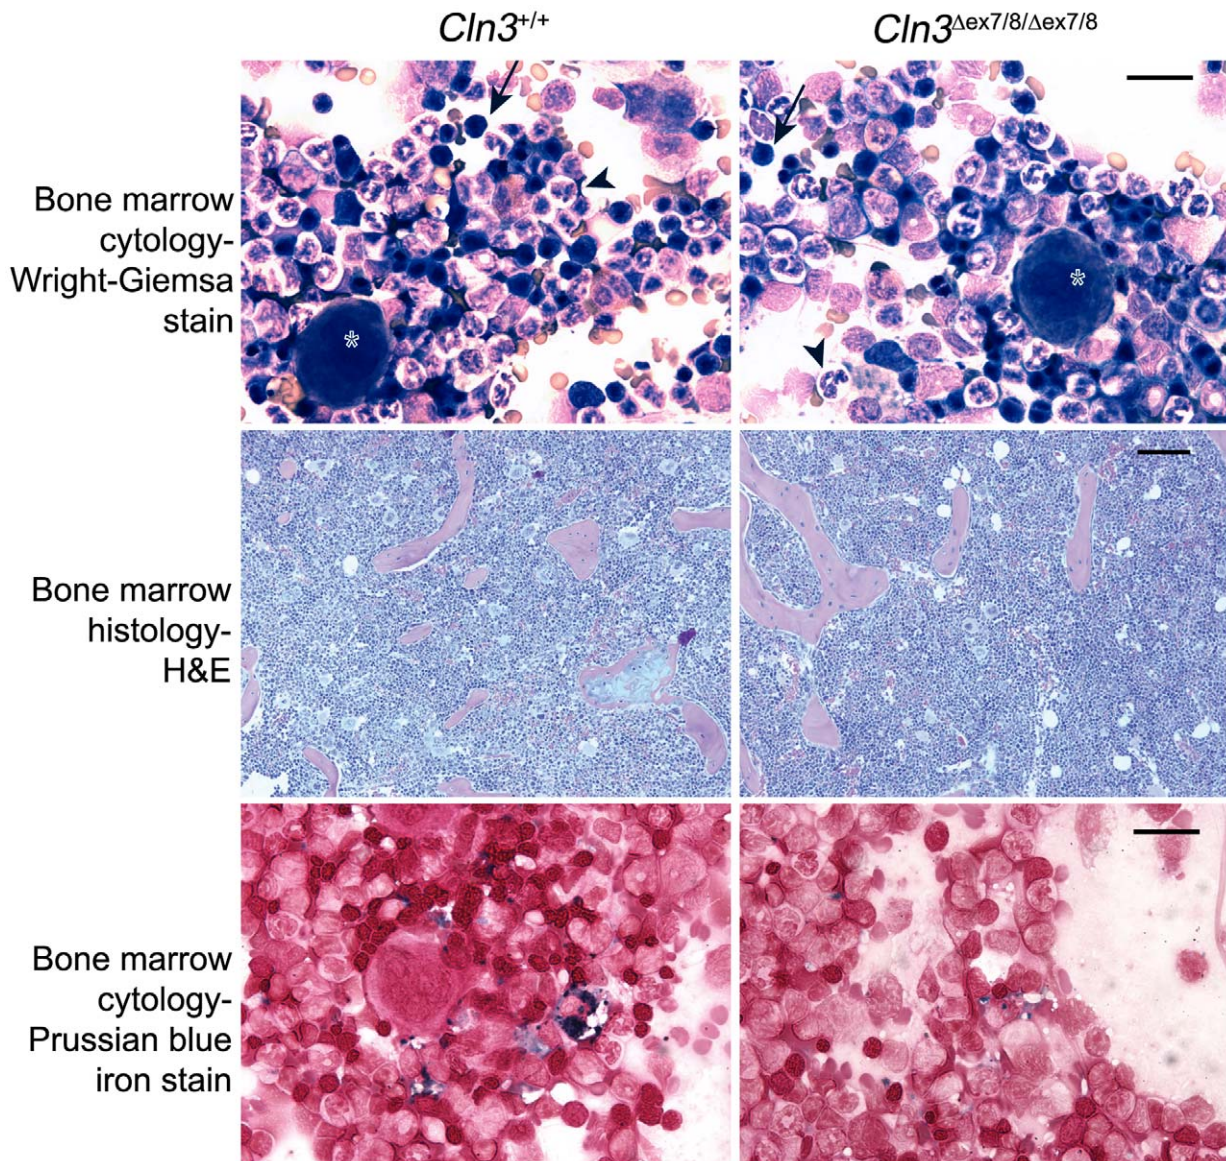 Cln3+/+
Cln3Δex7/8/Δex7/8
Bone marrow
cytology-
Wright-Giemsa
stain
*
*
Bone marrow
histology-
H&E
Bone marrow
cytology-
Prussian blue
iron stain